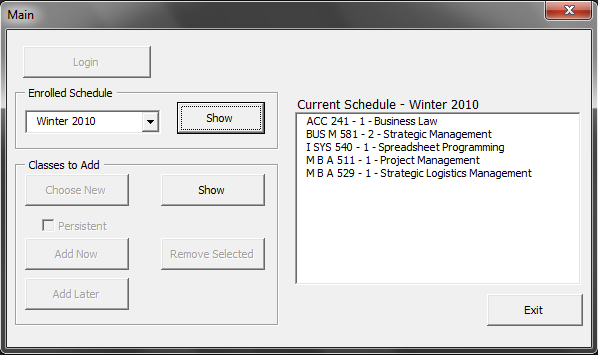 Main
Login
Enrolled Schedule
Winter 2010
Show
Classes to Add
Choose New
Show
Persistent
Add Now
Remove Selected
Add Later
Current Schedule - Winter 2010
ACC 241 - 1 - Business Law
BUS M 581 - 2 - Strategic Management
I SYS 540 - 1 - Spreadsheet Programming
M B A 511 - 1 - Project Management
M B A 529 - 1 - Strategic Logistics Management
Exit